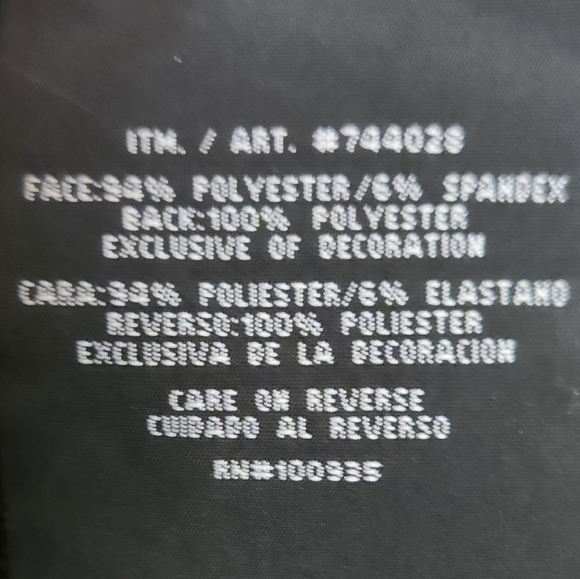 ITM. / ART. #744028
FACE:94% POLYESTER/6% SPANDEX
BACK:100% POLYESTER
EXCLUSIVE OF DECORATION
CARA:94% POLIESTER/6% ELASTANO
REVERSO:100% POLIESTER
EXCLUSIVA DE LA DECORACION
CARE ON REVERSE
CUIDADO AL REVERSO
RN#100935